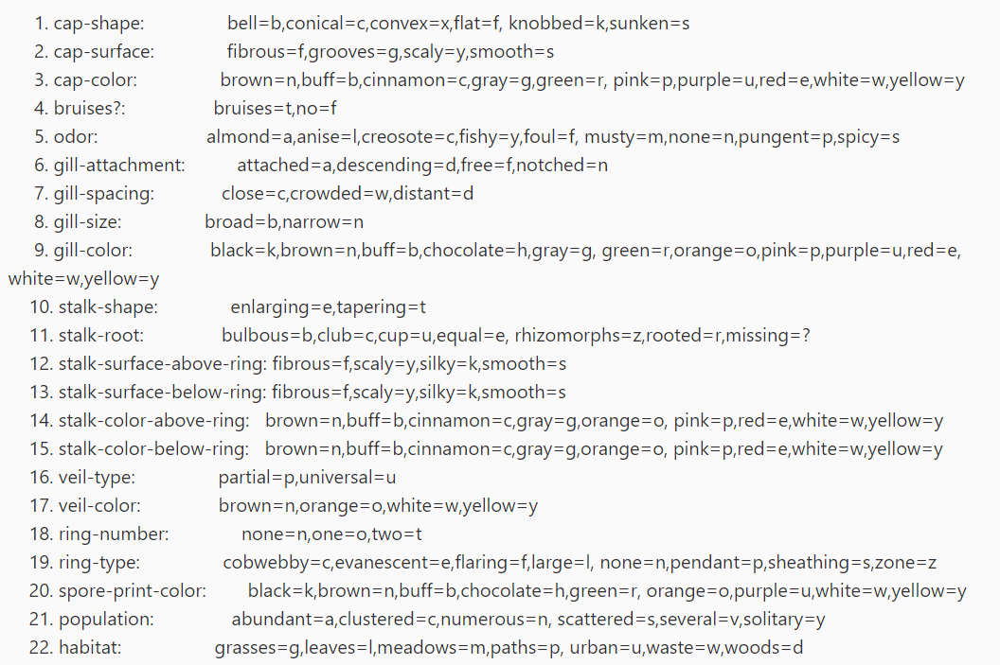 1. cap-shape: bell=b,conical=c,convex=x,flat=f, knobbed=k,sunken=s
2. cap-surface: fibrous=f,grooves=g,scaly=y,smooth=s
3. cap-color: brown=n,buff=b,cinnamon=c,gray=g,green=r, pink=p,purple=u,red=e,white=w,yellow=y
4. bruises?: bruises=t,no=f
5. odor: almond=a,anise=l,creosote=c,fishy=y,foul=f, musty=m,none=n,pungent=p,spicy=s
6. gill-attachment: attached=a,descending=d,free=f,notched=n
7. gill-spacing: close=c,crowded=w,distant=d
8. gill-size: broad=b,narrow=n
9. gill-color: black=k,brown=n,buff=b,chocolate=h,gray=g, green=r,orange=o,pink=p,purple=u,red=e,
white=w,yellow=y
10. stalk-shape: enlarging=e,tapering=t
11. stalk-root: bulbous=b,club=c,cup=u,equal=e, rhizomorphs=z,rooted=r,missing=?
12. stalk-surface-above-ring: fibrous=f,scaly=y,silky=k,smooth=s
13. stalk-surface-below-ring: fibrous=f,scaly=y,silky=k,smooth=s
14. stalk-color-above-ring: brown=n,buff=b,cinnamon=c,gray=g,orange=o, pink=p,red=e,white=w,yellow=y
15. stalk-color-below-ring: brown=n,buff=b,cinnamon=c,gray=g,orange=o, pink=p,red=e,white=w,yellow=y
16. veil-type: partial=p,universal=u
17. veil-color: brown=n,orange=o,white=w,yellow=y
18. ring-number: none=n,one=o,two=t
19. ring-type: cobwebby=c,evanescent=e,flaring=f,large=l, none=n,pendant=p,sheathing=s,zone=z
20. spore-print-color: black=k,brown=n,buff=b,chocolate=h,green=r, orange=o,purple=u,white=w,yellow=y
21. population: abundant=a,clustered=c,numerous=n, scattered=s,several=v,solitary=y
22. habitat: grasses=g,leaves=l,meadows=m,paths=p, urban=u,waste=w,woods=d